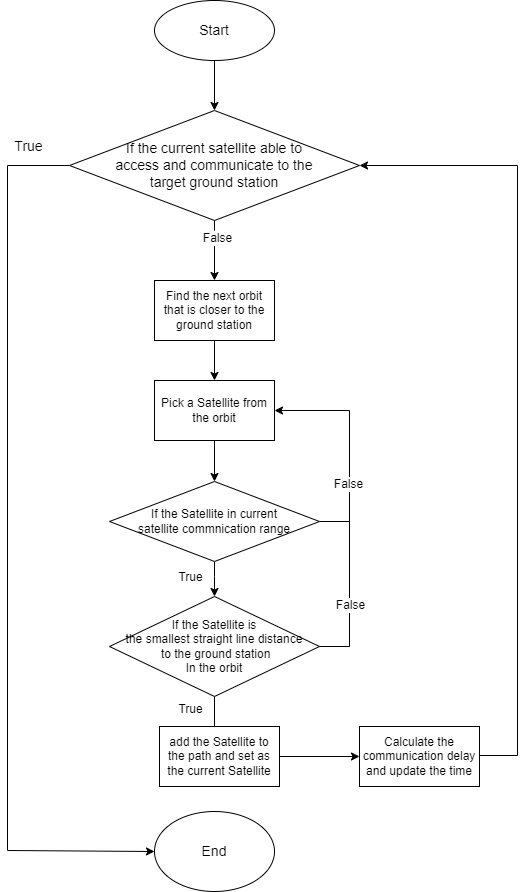 Start
True
If the current satellite able to
access and communicate to the
target ground station
False
Find the next orbit
that is closer to the
ground station
Pick a Satellite from
the orbit
False
If the Satellite in current
satellite commnication range
True
False
If the Satellite is
the smallest straight line distance
to the ground station
In the orbit
True
add the Satellite to
the path and set as
the current Satellite
Calculate the
communication delay
and update the time
End